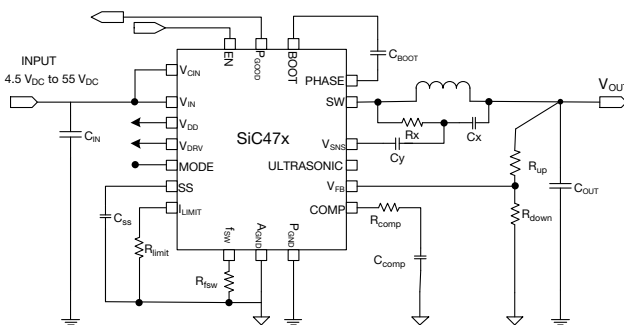 EN
PGOOD
BOOT
CBOOT
INPUT
4.5 VDC to 55 VDC
VCIN
PHASE
VIN
SW
VOUT
CIN
VDD
SiC47x
Rx
Cx
VDRV
VSNS
Cy
MODE
ULTRASONIC
Rup
SS
VFB
COUT
Css
ILIMIT
COMP
Rcomp
Rdown
Rlimit
fSW
AGND
PGND
Rfsw
Ccomp